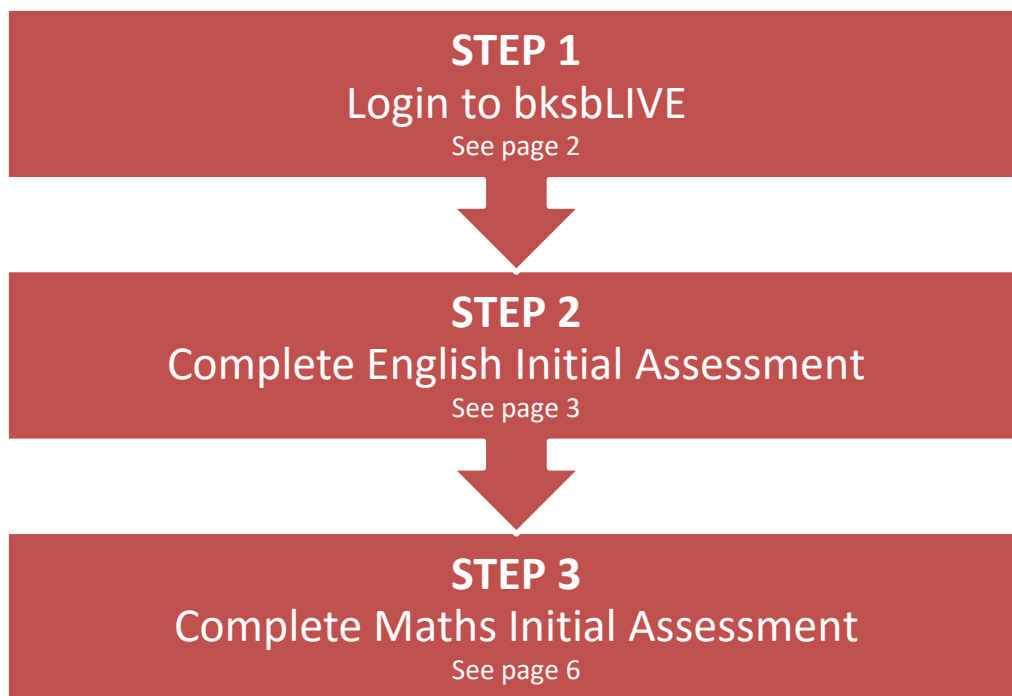 STEP 1
Login to bksbLIVE
See page 2
STEP 2
Complete English Initial Assessment
See page 3
STEP 3
Complete Maths Initial Assessment
See page 6